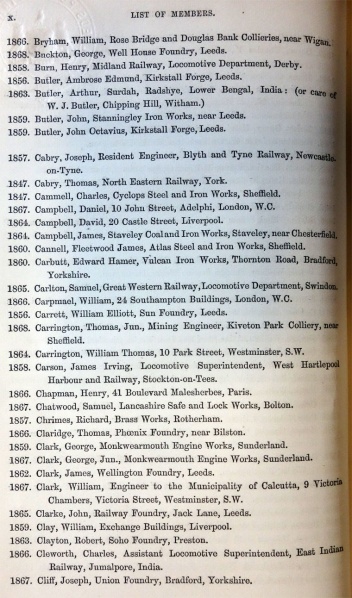 x. LIST OF MEMBERS.
1866. Bryham, William, Rose Bridge and Douglas Bank Collieries, near Wigan.
1868. Buckton, George, Well House Foundry, Leeds.
1858. Burn, Henry, Midland Railway, Locomotive Department, Derby.
1856. Butler, Ambrose Edmund, Kirkstall Forge, Leeds.
1863. Butler, Arthur, Surdah, Radshye, Lower Bengal, India: (or care of
W. J. Butler, Chipping Hill, Witham.)
1859. Butler, John, Stanningley Iron Works, near Leeds.
1859. Butler, John Octavius, Kirkstall Forge, Leeds.
1857. Cabry, Joseph, Resident Engineer, Blyth and Tyne Railway, Newcastle-
on-Tyne.
1847. Cabry, Thomas, North Eastern Railway, York.
1847. Cammell, Charles, Cyclops Steel and Iron Works, Sheffield.
1867. Campbell, Daniel, 10 John Street, Adelphi, London, W.C.
1864. Campbell, David, 20 Castle Street, Liverpool.
1864. Campbell, James, Staveley Coal and Iron Works, Staveley, near Chesterfield.
1860. Cannell, Fleetwood James, Atlas Steel and Iron Works, Sheffield.
1860. Carbutt, Edward Hamer, Vulcan Iron Works, Thornton Road, Bradford,
Yorkshire.
1865. Carlton, Samuel, Great Western Railway, Locomotive Department, Swindon.
1866. Carpmael, William, 24 Southampton Buildings, London, W.C.
1856. Carrett, William Elliott, Sun Foundry, Leeds.
1868. Carrington, Thomas, Jun., Mining Engineer, Kiveton Park Colliery, near
Sheffield.
1864. Carrington, William Thomas, 10 Park Street, Westminster, S.W.
1858. Carson, James Irving, Locomotive Superintendent, West Hartlepool
Harbour and Railway, Stockton-on-Tees.
1866. Chapman, Henry, 41 Boulevard Malesherbes, Paris.
1867. Chatwood, Samuel, Lancashire Safe and Lock Works, Bolton.
1857. Chrimes, Richard, Brass Works, Rotherham.
1866. Claridge, Thomas, Phœnix Foundry, near Bilston.
1859. Clark, George, Monkwearmouth Engine Works, Sunderland.
1867. Clark, George, Jun., Monkwearmouth Engine Works, Sunderland.
1862. Clark, James, Wellington Foundry, Leeds.
1867. Clark, William, Engineer to the Municipality of Calcutta, 9 Victoria
Chambers, Victoria Street, Westminster, S.W.
1865. Clarke, John, Railway Foundry, Jack Lane, Leeds.
1859. Clay, William, Exchange Buildings, Liverpool.
1863. Clayton, Robert, Soho Foundry, Preston.
1866. Cleworth, Charles, Assistant Locomotive Superintendent, East Indian
Railway, Jumalpore, India.
1867. Cliff, Joseph, Union Foundry, Bradford, Yorkshire.